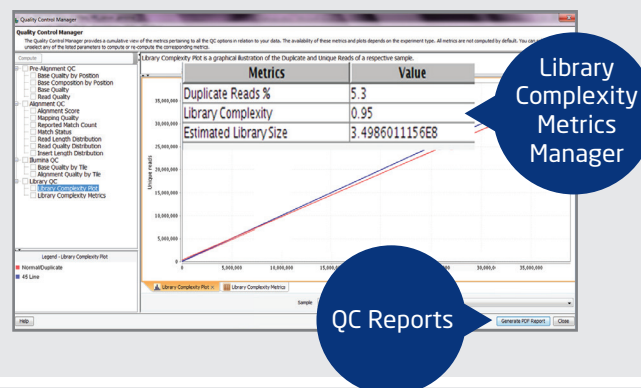 Quality Control Manager
Quality Control Manager
The Quality Control Manager provides a cumulative view of the metrics pertaining to all the QC options in relation to your data. The availability of these metrics and plots depends on the experiment type. All metrics are not computed by default. You can
unselect any of the listed parameters to compute or re-compute the corresponding metrics.
Compute
Library Complexity Plot is a graphical illustration of the Duplicate and Unique Reads of a respective sample.
Pre-Alignment QC
Base Quality by Position
Base Composition by Position
Base Quality
Read Quality
Alignment QC
Alignment Score
Mapping Quality
Reported Match Count
Match Status
Read Length Distribution
Read Quality Distribution
Insert Length Distribution
Illumina QC
Base Quality by Tile
Alignment Quality by Tile
Library QC
Library Complexity Plot
Library Complexity Metrics
Legend - Library Complexity Plot
Normal/Duplicate
45 Line
Metrics Value
Duplicate Reads % 5.3
Library Complexity 0.95
Estimated Library Size 3.4986011156E8
Library
Complexity
Metrics
Manager
35,000,000
30,000,000
25,000,000
20,000,000
15,000,000
10,000,000
5,000,000
Unique reads
0 5,000,000 10,000,000 35,000,000
Library Complexity Plot Library Complexity Metrics
Sample
QC Reports
Help Generate PDF Report Close